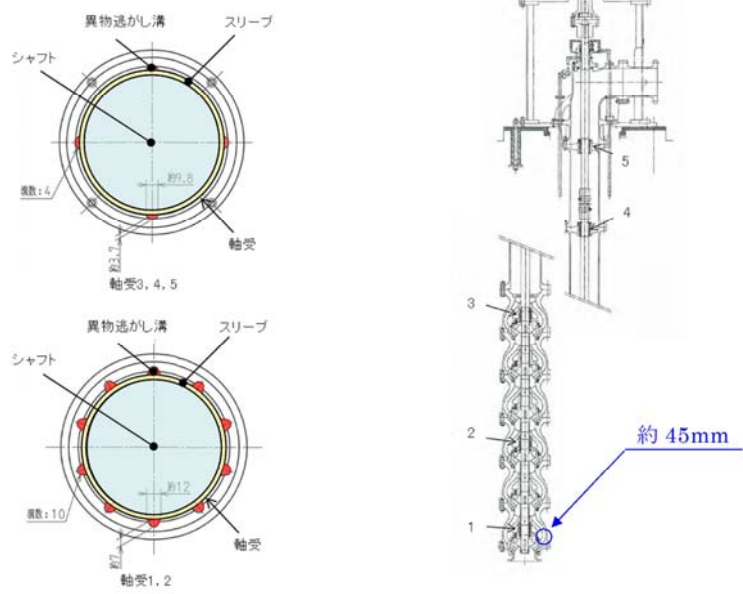 異物逃がし溝
スリーブ
シャフト
約9.8
溝数:4
約3.7
軸受
軸受3,4,5
異物逃がし溝
スリーブ
シャフト
約12
溝数:10
約7
軸受
軸受1,2
5
4
3
2
約 45mm
1